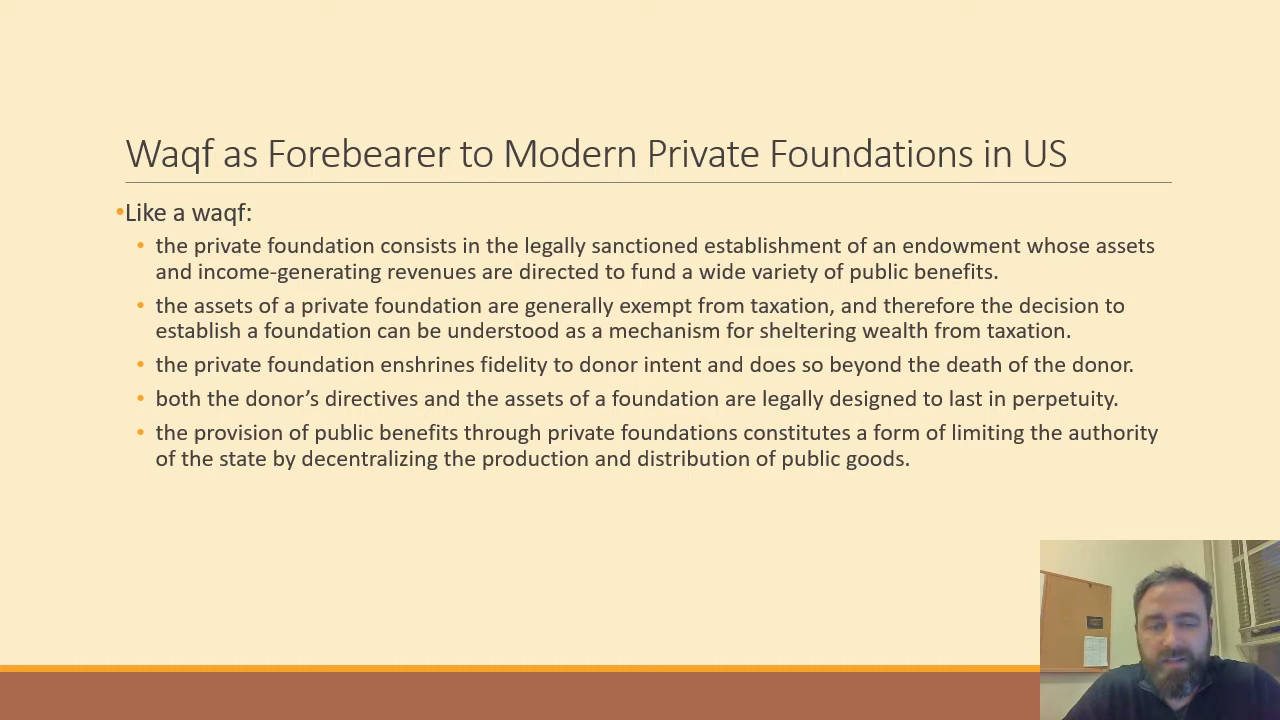 Waqf as Forebearer to Modern Private Foundations in US
•Like a waqf:
• the private foundation consists in the legally sanctioned establishment of an endowment whose assets
and income-generating revenues are directed to fund a wide variety of public benefits.
• the assets of a private foundation are generally exempt from taxation, and therefore the decision to
establish a foundation can be understood as a mechanism for sheltering wealth from taxation.
• the private foundation enshrines fidelity to donor intent and does so beyond the death of the donor.
• both the donor’s directives and the assets of a foundation are legally designed to last in perpetuity.
• the provision of public benefits through private foundations constitutes a form of limiting the authority
of the state by decentralizing the production and distribution of public goods.